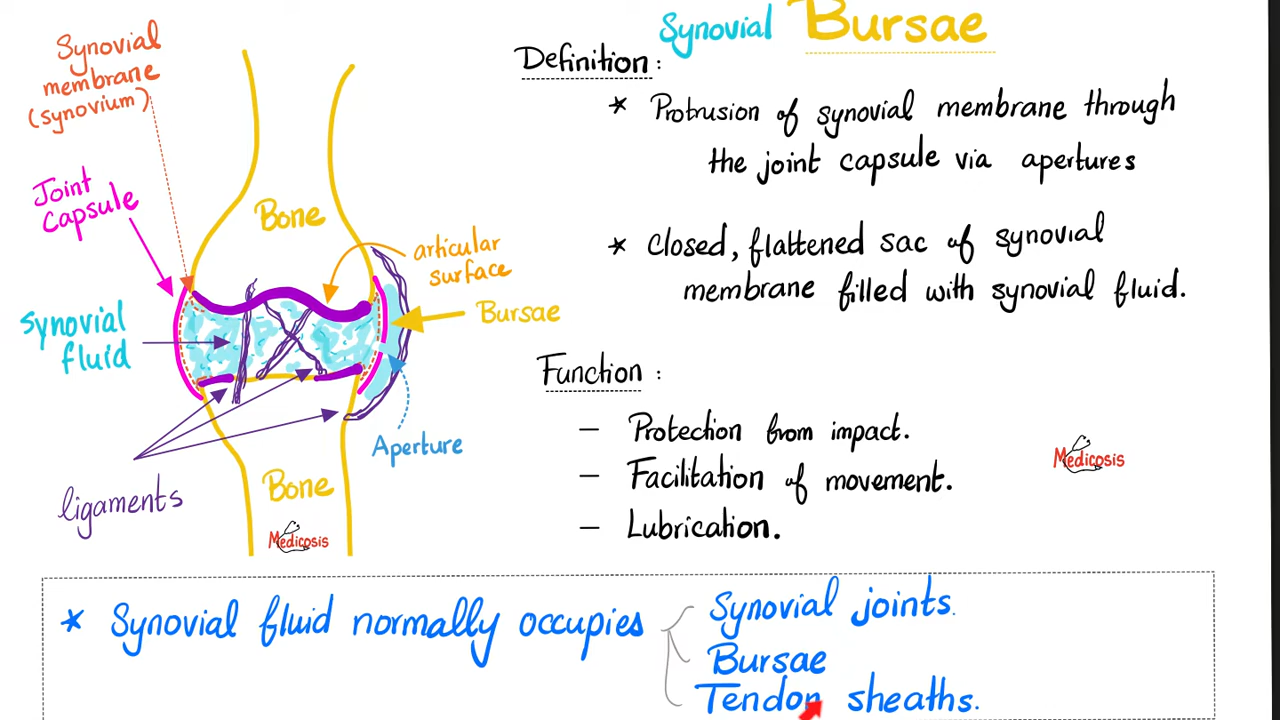 Synovial Bursae
Synovial
membrane
(synovium)
Joint
capsule
Synovial
fluid
ligaments
Bone
articular
surface
Bursae
Aperture
Bone
Medicosis
Definition:
* Protrusion of synovial membrane through
the joint capsule via apertures
* Closed, flattened sac of synovial
membrane filled with synovial fluid.
Function:
- Protection from impact.
- Facilitation of movement.
- Lubrication.
Medicosis
* Synovial fluid normally occupies
Synovial joints.
Bursae
Tendon sheaths.